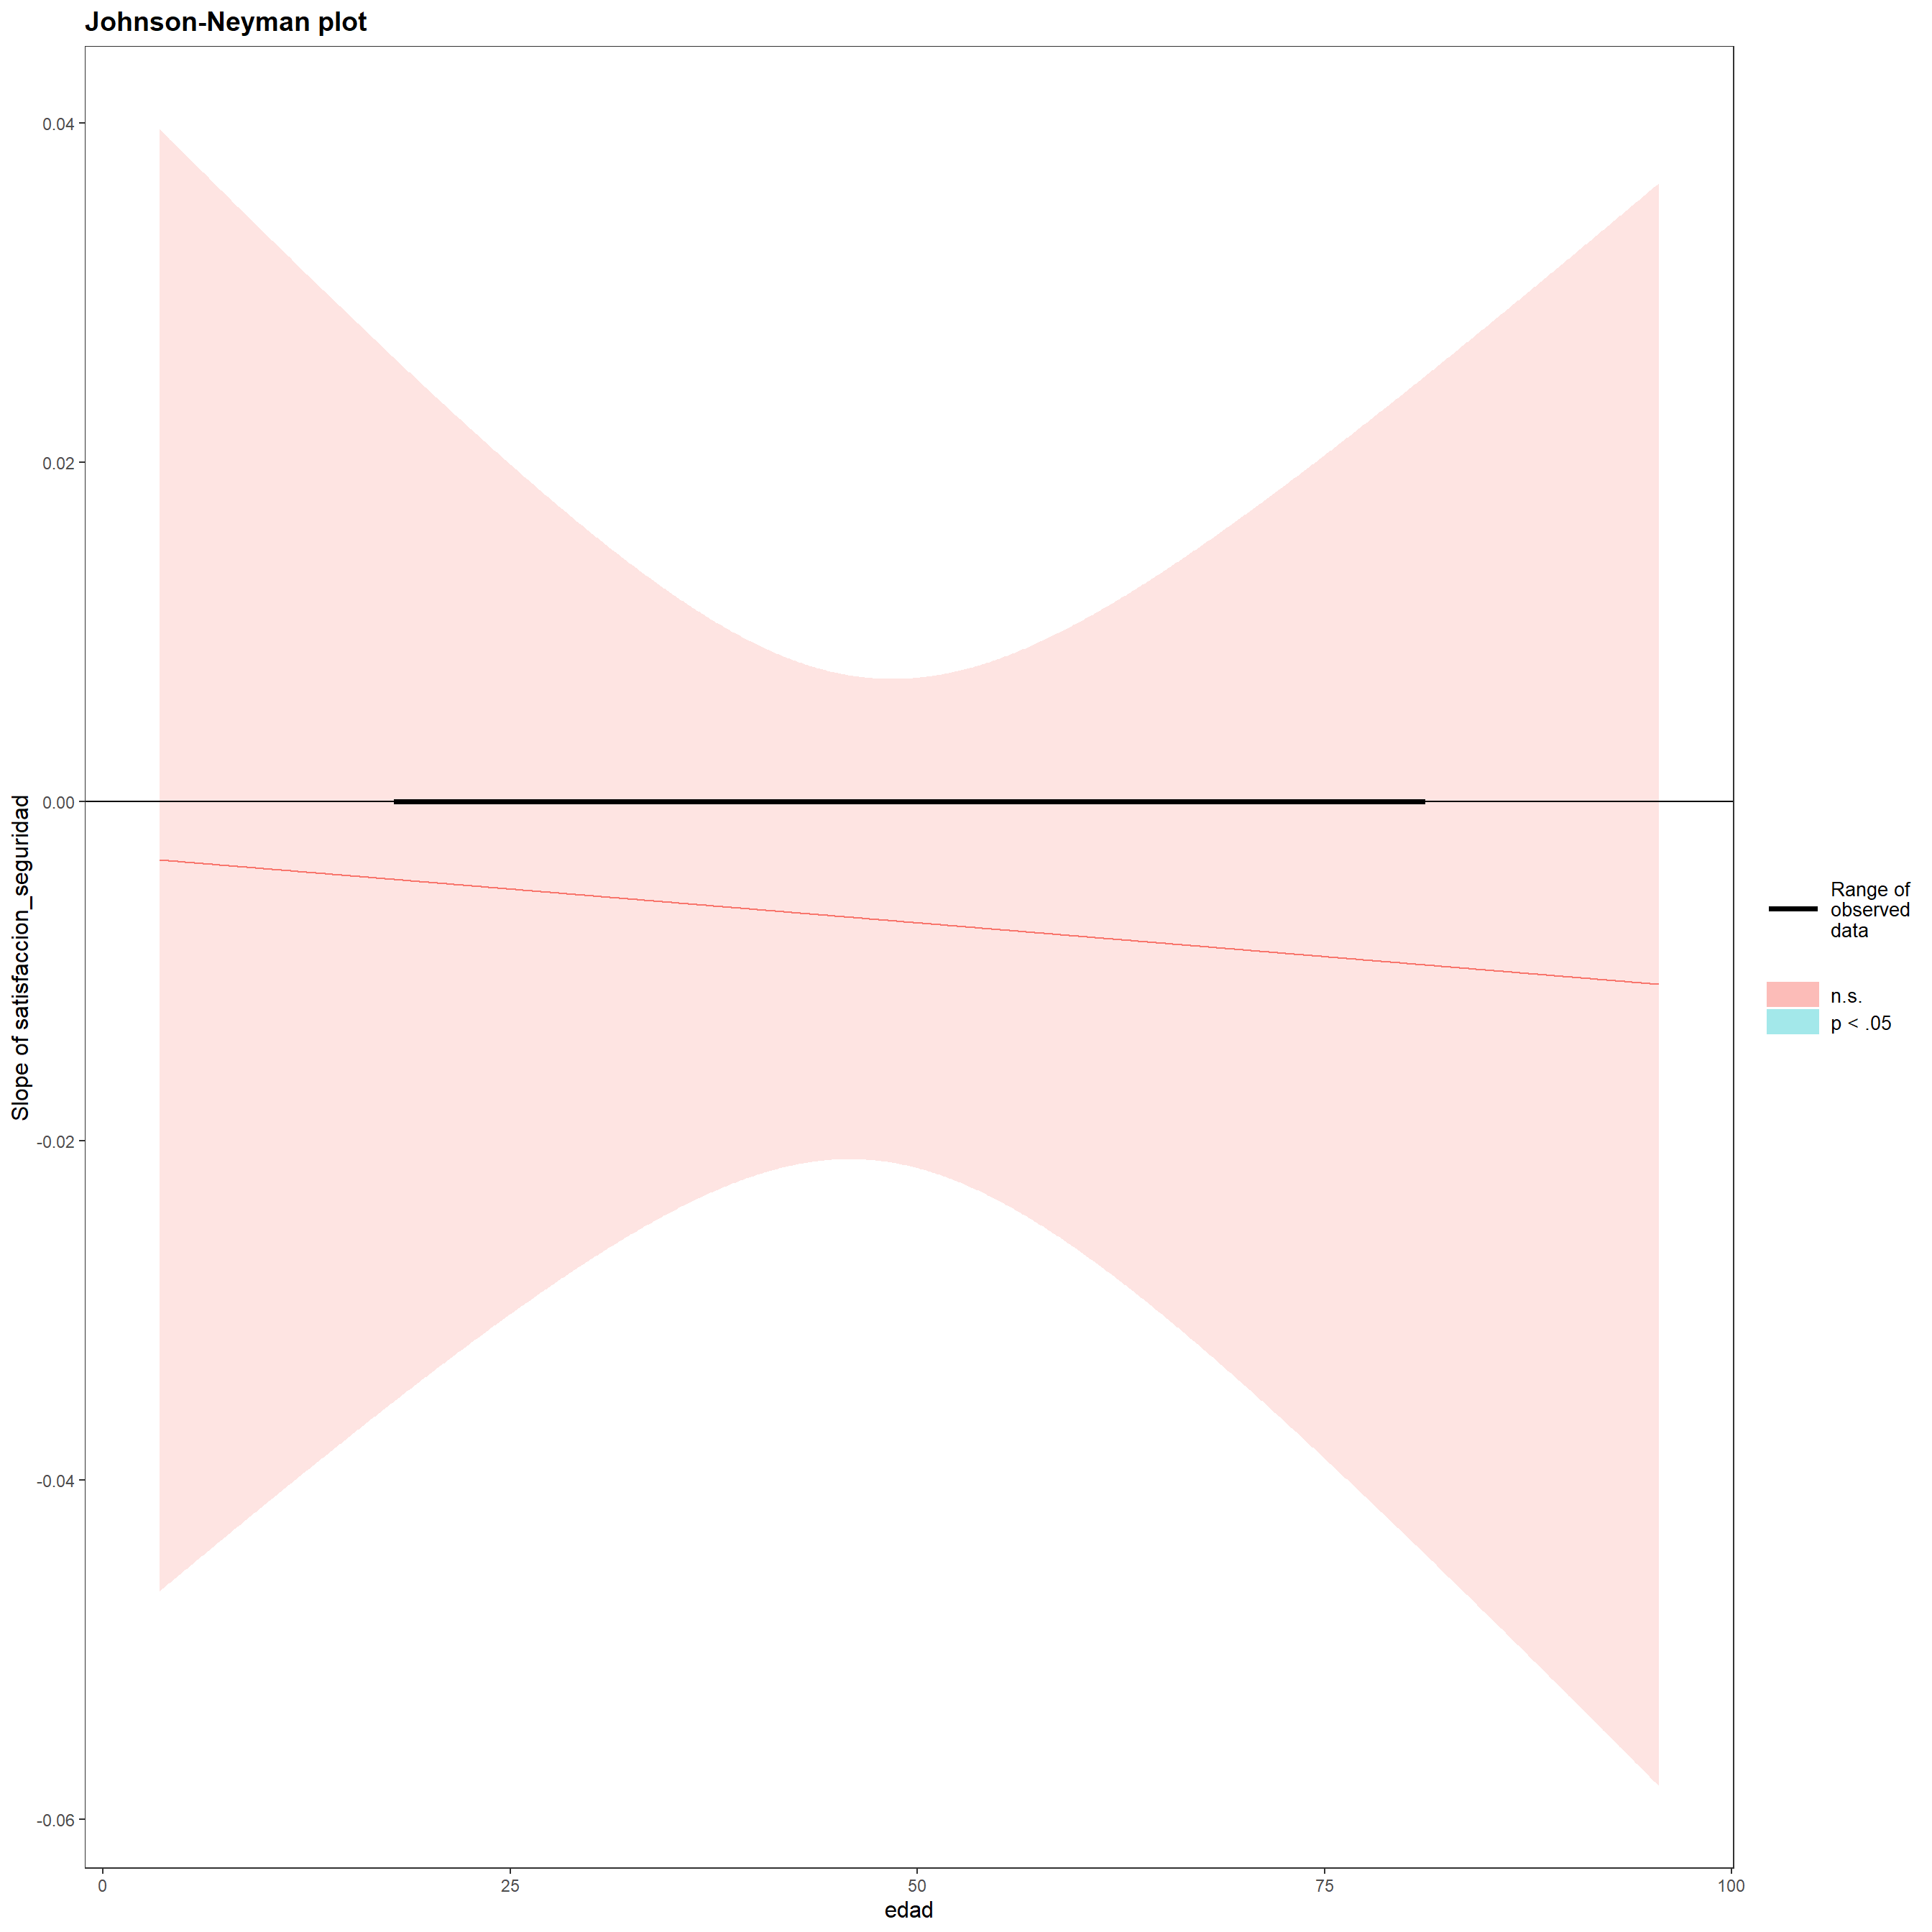 Johnson-Neyman plot
0.04
0.02
0.00
-0.02
-0.04
-0.06
Slope of satisfaccion_seguridad
0
25
50
75
100
edad
Range of
observed
data
n.s.
p < .05